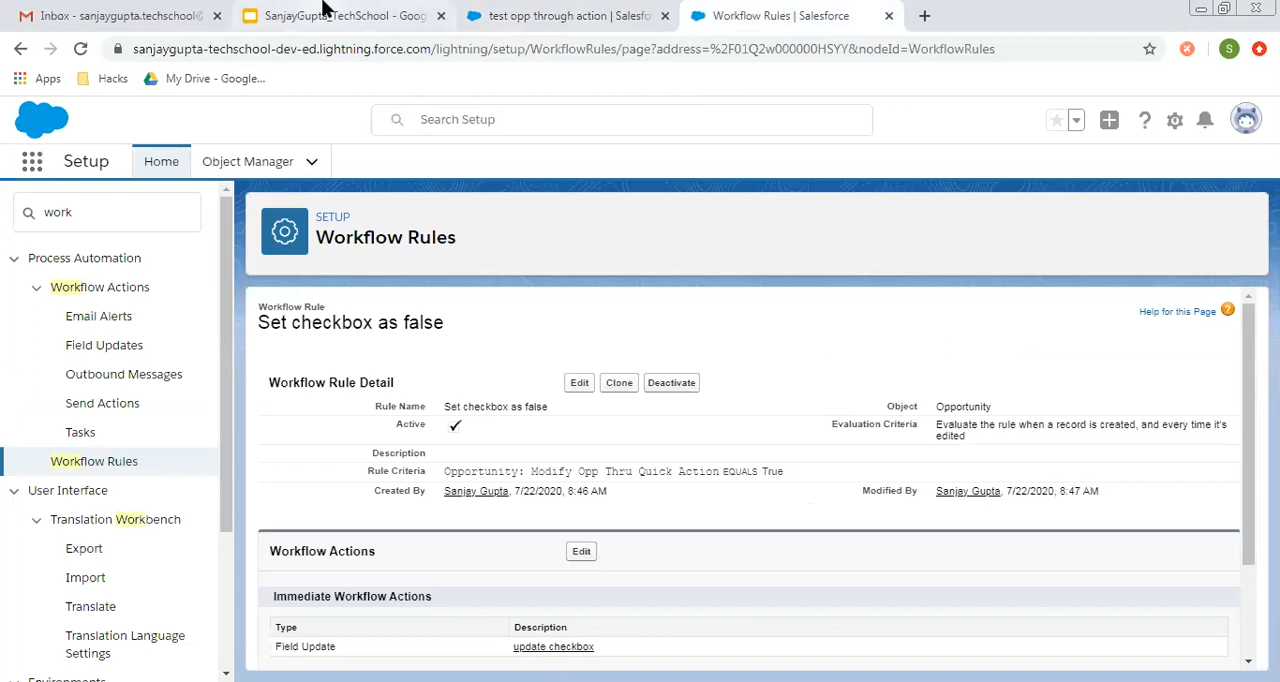 Inbox - sanjaygupta.techschool@
SanjayGupta_TechSchool - Goog
test opp through action | Salesfo
Workflow Rules | Salesforce
sanjaygupta-techschool-dev-ed.lightning.force.com/lightning/setup/WorkflowRules/page?address=%2F01Q2w000000HSYY&nodeId=WorkflowRules
S
Apps
Hacks
My Drive - Google...
Search Setup
Setup
Home
Object Manager
work
Process Automation
Workflow Actions
Email Alerts
Field Updates
Outbound Messages
Send Actions
Tasks
Workflow Rules
User Interface
Translation Workbench
Export
Import
Translate
Translation Language
Settings
Environments
SETUP
Workflow Rules
Workflow Rule
Set checkbox as false
Help for this Page ?
Workflow Rule Detail
Edit
Clone
Deactivate
Rule Name Set checkbox as false
Object Opportunity
Active
Evaluation Criteria Evaluate the rule when a record is created, and every time it's
edited
Description
Rule Criteria Opportunity: Modify Opp Thru Quick Action EQUALS True
Created By Sanjay Gupta, 7/22/2020, 8:46 AM
Modified By Sanjay Gupta, 7/22/2020, 8:47 AM
Workflow Actions
Edit
Immediate Workflow Actions
Type Description
Field Update update checkbox